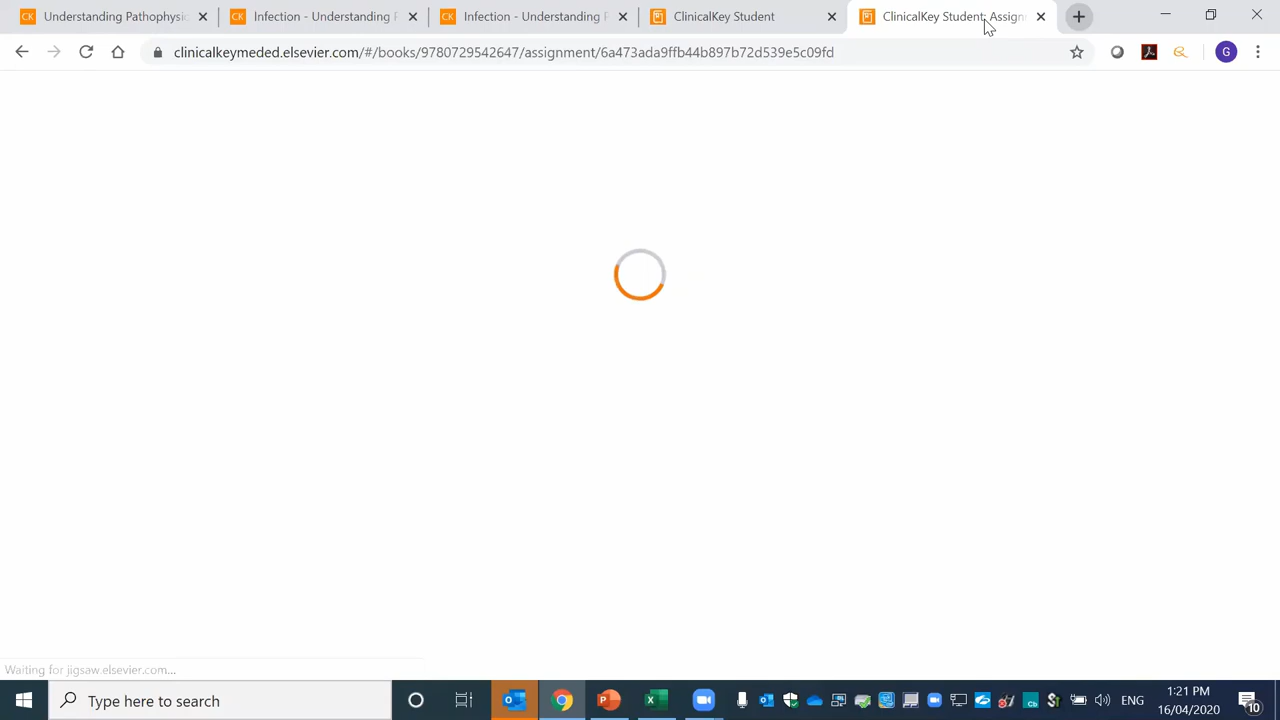 CK Understanding Pathophysi
CK Infection - Understanding P
CK Infection - Understanding P
ClinicalKey Student
ClinicalKey Student: Assign
clinicalkeymeded.elsevier.com/#/books/9780729542647/assignment/6a473ada9ffb44b897b72d539e5c09fd
G
Waiting for jigsaw.elsevier.com...
Type here to search
ENG
1:21 PM
16/04/2020
10